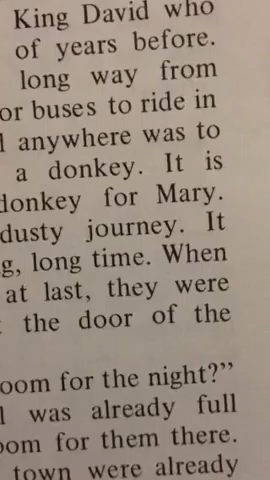 King David who
of years before.
long way from
or buses to ride in
l anywhere was to
a donkey. It is
donkey for Mary.
dusty journey. It
g, long time. When
at last, they were
the door of the
oom for the night?”
l was already full
oom for them there.
town were already